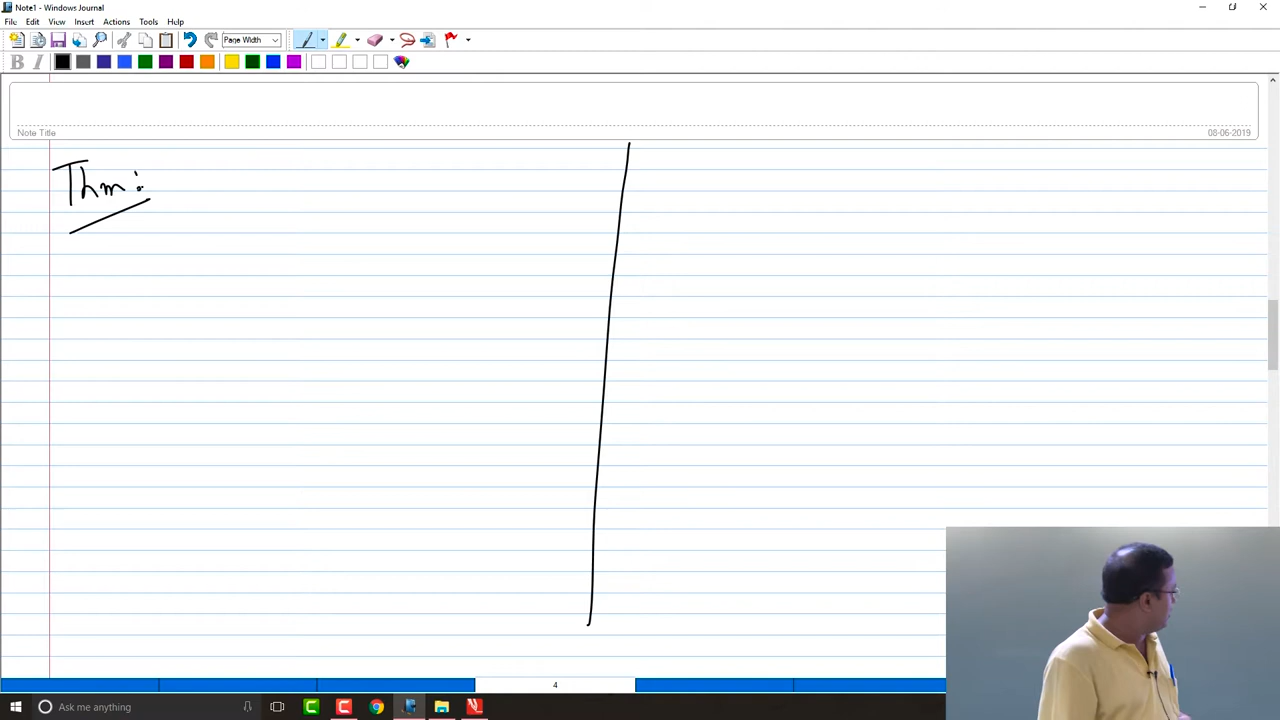 Note1 - Windows Journal
File Edit View Insert Actions Tools Help
Page Width
B I
Note Title
08-06-2019
Thm :
4
Ask me anything